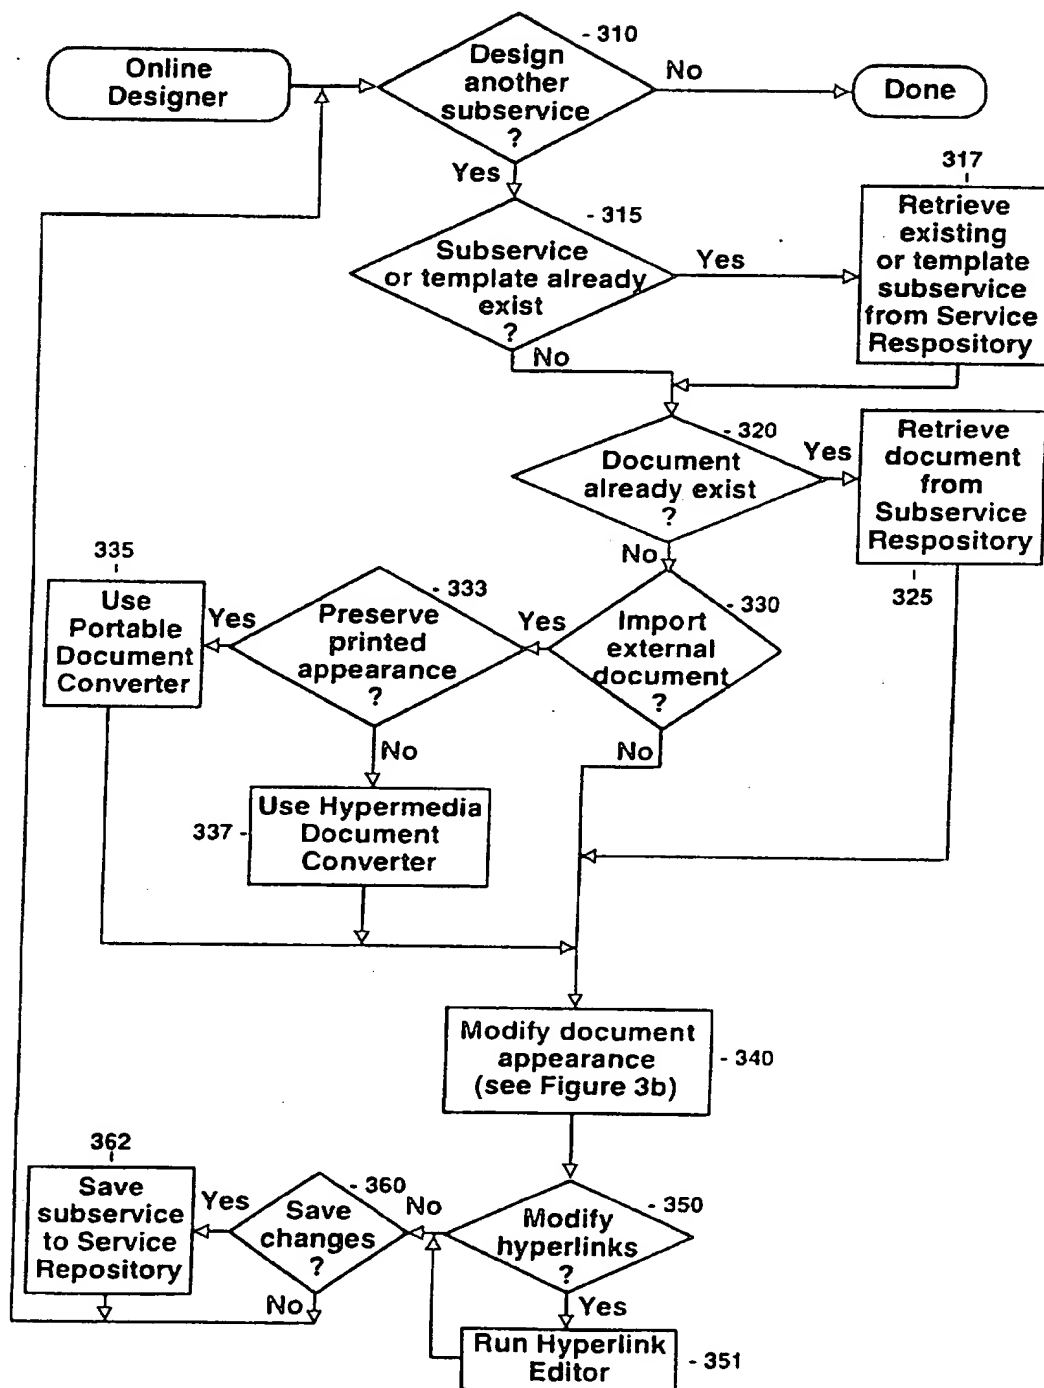 - 310
Online
Designer
Design
another
subservice
?
No
Done
Yes
317
- 315
Subservice
or template already
exist
?
Yes
Retrieve
existing
or template
subservice
from Service
Respository
No
- 320
Document
already exist
?
Yes
Retrieve
document
from
Subservice
Respository
325
No
335
Use
Portable
Document
Converter
Yes
- 333
Preserve
printed
appearance
?
Yes
- 330
Import
external
document
?
No
No
337 -
Use Hypermedia
Document
Converter
Modify document
appearance
(see Figure 3b)
- 340
362
Save
subservice
to Service
Repository
Yes
- 360
Save
changes
?
No
No
- 350
Modify
hyperlinks
?
Yes
Run Hyperlink
Editor
- 351